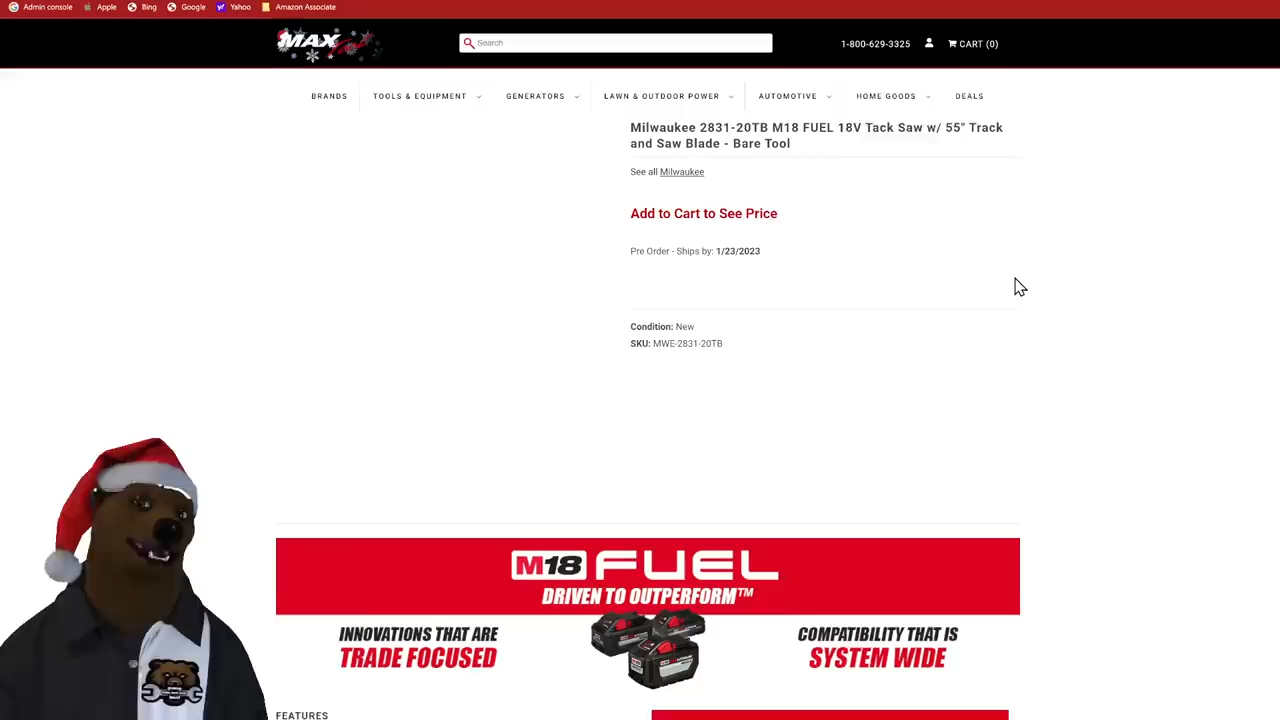 Admin console Apple Bing Google Yahoo Amazon Associate
MAX
Search
1-800-629-3325 CART (0)
BRANDS TOOLS & EQUIPMENT GENERATORS LAWN & OUTDOOR POWER AUTOMOTIVE HOME GOODS DEALS
Milwaukee 2831-20TB M18 FUEL 18V Tack Saw w/ 55" Track
and Saw Blade - Bare Tool
See all Milwaukee
Add to Cart to See Price
Pre Order - Ships by: 1/23/2023
Condition: New
SKU: MWE-2831-20TB
M18 FUEL
DRIVEN TO OUTPERFORM™
INNOVATIONS THAT ARE
TRADE FOCUSED
COMPATIBILITY THAT IS
SYSTEM WIDE
FEATURES